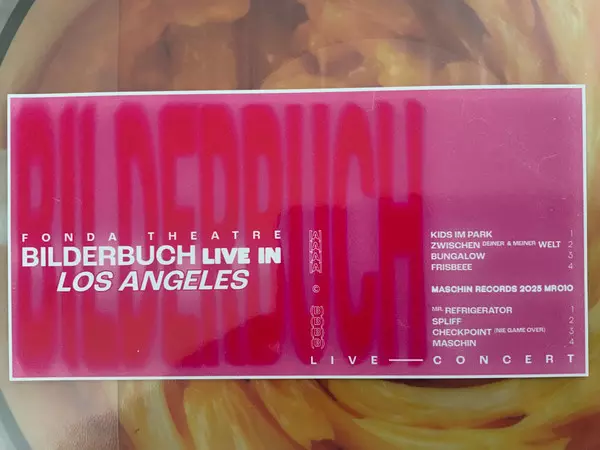 BILDERBUCH
FONDA THEATRE
BILDERBUCH LIVE IN
LOS ANGELES
AAAA
©
BBBB
KIDS IM PARK 1
ZWISCHEN DEINER & MEINER WELT 2
BUNGALOW 3
FRISBEEE 4
MASCHIN RECORDS 2025 MR010
MR. REFRIGERATOR 1
SPLIFF 2
CHECKPOINT (NIE GAME OVER) 3
MASCHIN 4
LIVE — CONCERT